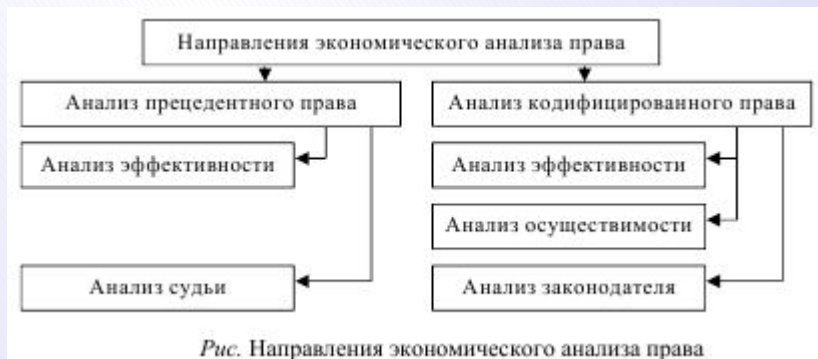 Направления экономического анализа права
Анализ прецедентного права
Анализ кодифицированного права
Анализ эффективности
Анализ эффективности
Анализ осуществимости
Анализ судьи
Анализ законодателя
Рис. Направления экономического анализа права